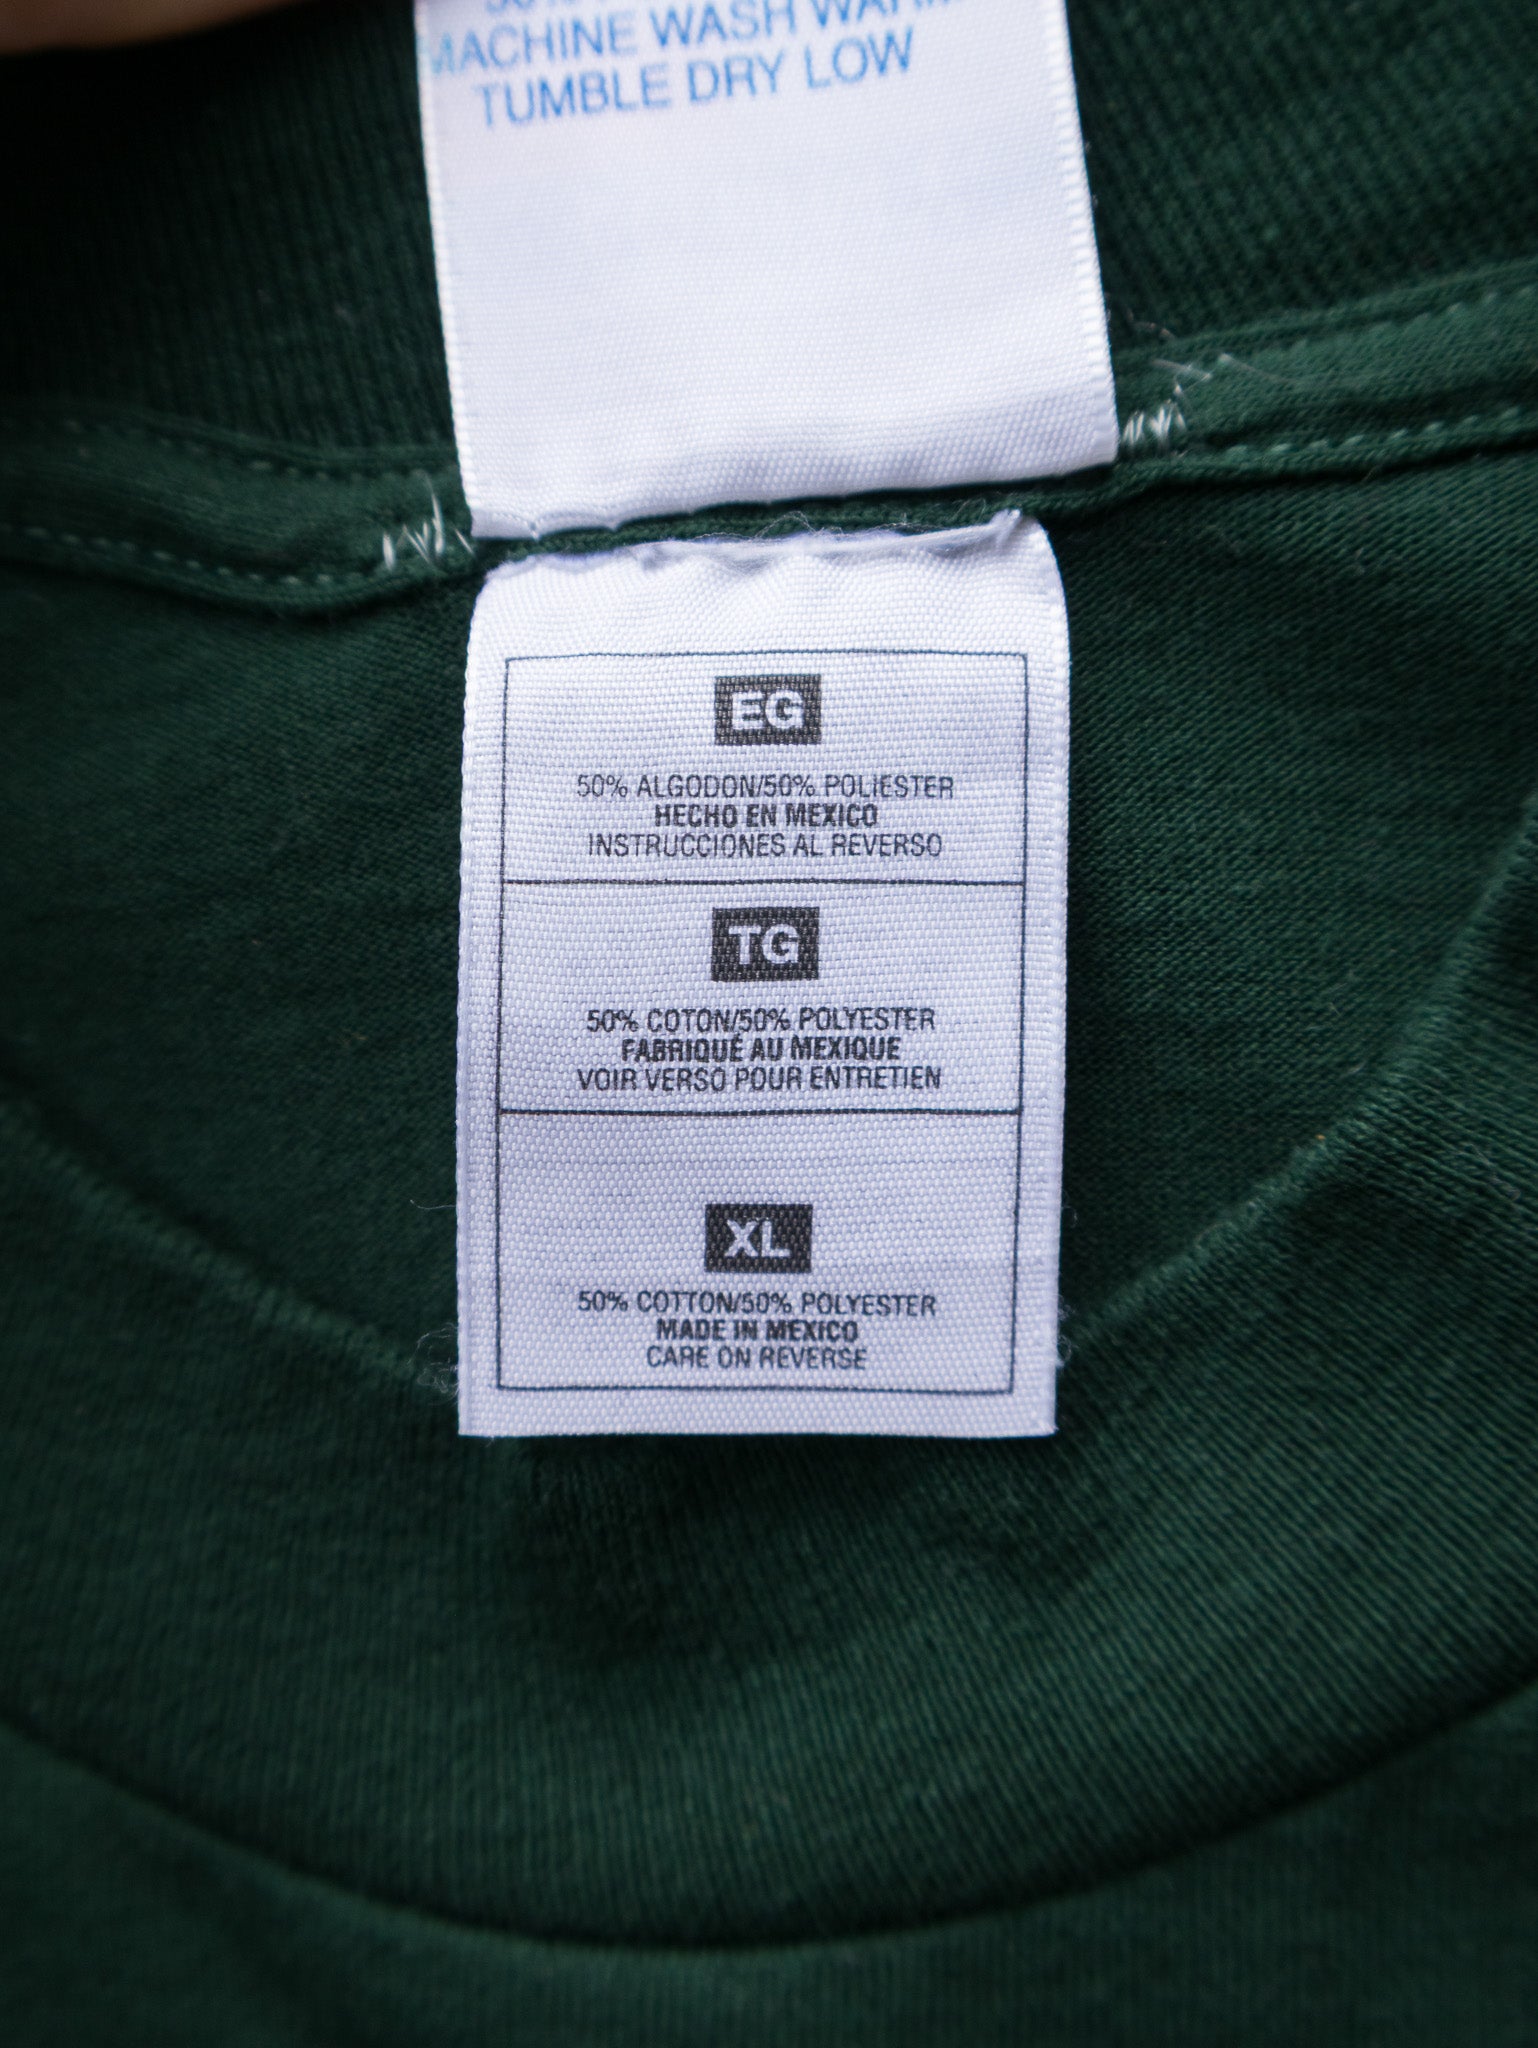 MACHINE WASH WARM
TUMBLE DRY LOW
EG
50% ALGODON/50% POLIESTER
HECHO EN MEXICO
INSTRUCCIONES AL REVERSO
TG
50% COTON/50% POLYESTER
FABRIQUÉ AU MEXIQUE
VOIR VERSO POUR ENTRETIEN
XL
50% COTTON/50% POLYESTER
MADE IN MEXICO
CARE ON REVERSE